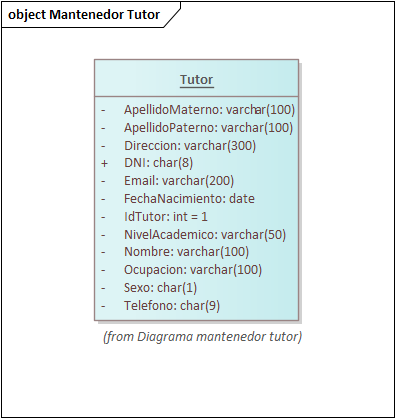 object Mantenedor Tutor
Tutor
- ApellidoMaterno: varchar(100)
- ApellidoPaterno: varchar(100)
- Direccion: varchar(300)
+ DNI: char(8)
- Email: varchar(200)
- FechaNacimiento: date
- IdTutor: int = 1
- NivelAcademico: varchar(50)
- Nombre: varchar(100)
- Ocupacion: varchar(100)
- Sexo: char(1)
- Telefono: char(9)
(from Diagrama mantenedor tutor)